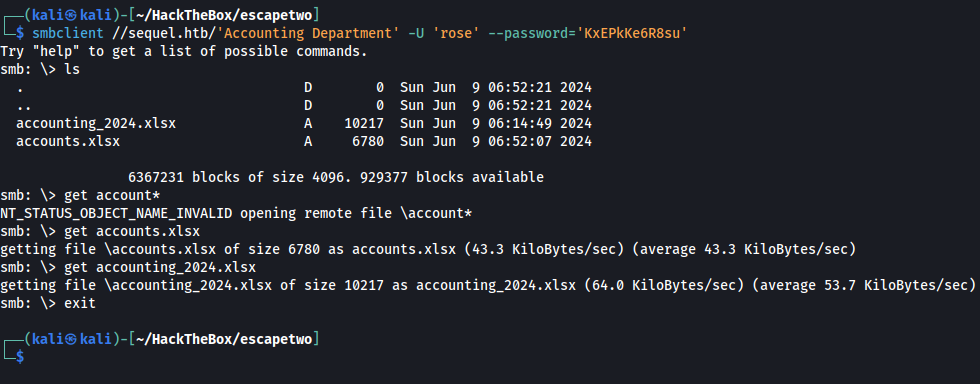 ┌──(kali㉿kali)-[~/HackTheBox/escapetwo]
└─$ smbclient //sequel.htb/'Accounting Department' -U 'rose' --password='KxEPkKe6R8su'
Try "help" to get a list of possible commands.
smb: \> ls
  .                                   D        0  Sun Jun  9 06:52:21 2024
  ..                                  D        0  Sun Jun  9 06:52:21 2024
  accounting_2024.xlsx                A    10217  Sun Jun  9 06:14:49 2024
  accounts.xlsx                       A     6780  Sun Jun  9 06:52:07 2024

                6367231 blocks of size 4096. 929377 blocks available
smb: \> get account*
NT_STATUS_OBJECT_NAME_INVALID opening remote file \account*
smb: \> get accounts.xlsx
getting file \accounts.xlsx of size 6780 as accounts.xlsx (43.3 KiloBytes/sec) (average 43.3 KiloBytes/sec)
smb: \> get accounting_2024.xlsx
getting file \accounting_2024.xlsx of size 10217 as accounting_2024.xlsx (64.0 KiloBytes/sec) (average 53.7 KiloBytes/sec)
smb: \> exit

┌──(kali㉿kali)-[~/HackTheBox/escapetwo]
└─$